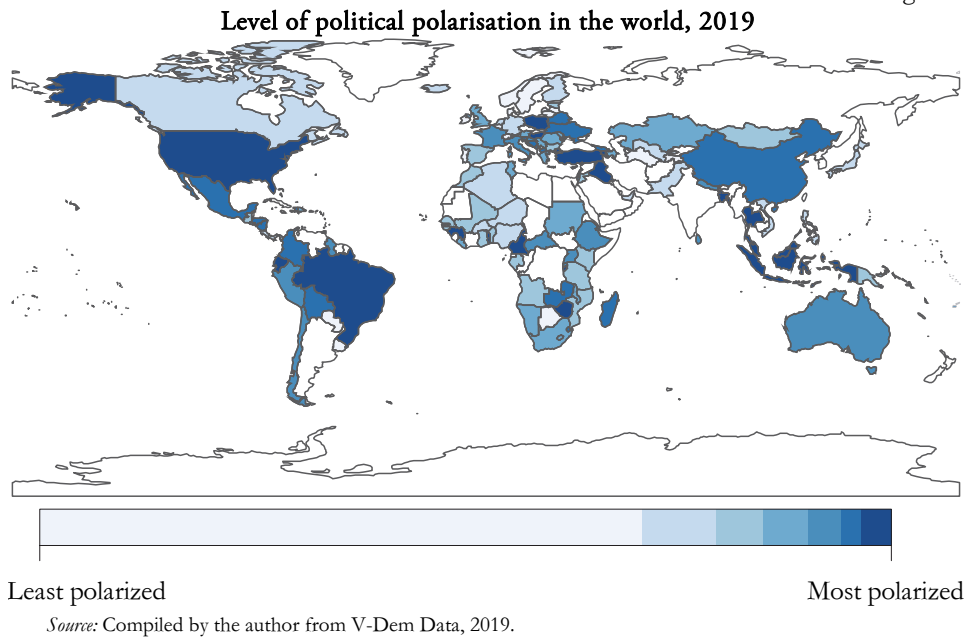 Level of political polarisation in the world, 2019
Least polarized
Most polarized
Source: Compiled by the author from V-Dem Data, 2019.